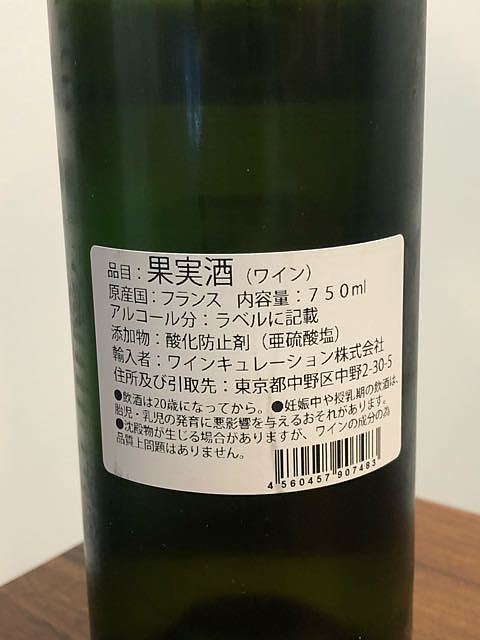 品目：果実酒（ワイン）
原産国：フランス　内容量：７５０ml
アルコール分：ラベルに記載
添加物：酸化防止剤（亜硫酸塩）
輸入者：ワインキュレーション株式会社
住所及び引取先：東京都中野区中野2-30-5
●飲酒は20歳になってから。●妊娠中や授乳期の飲酒は、
胎児・乳児の発育に悪影響を与えるおそれがあります。
●沈殿物が生じる場合がありますが、ワインの成分の為
品質上問題はありません。
4 560457 907483